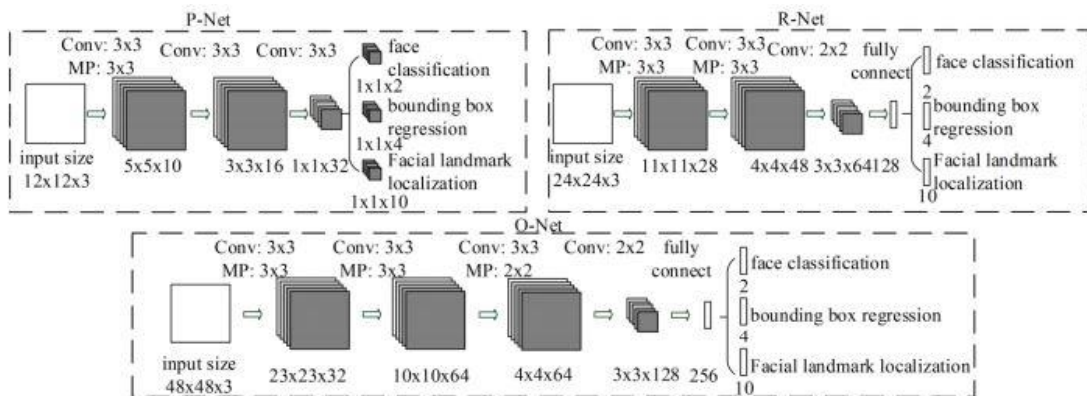 P-Net
Conv: 3x3 Conv: 3x3 Conv: 3x3
MP: 3x3
face
classification
1x1x2
bounding box
regression
1x1x4
Facial landmark
localization
1x1x10
input size
12x12x3
5x5x10
3x3x16
1x1x32
R-Net
Conv: 3x3 Conv: 3x3 Conv: 2x2 fully
MP: 3x3 MP: 3x3 connect
face classification
2
bounding box
regression
4
Facial landmark
localization
10
input size
24x24x3
11x11x28
4x4x48
3x3x64
128
O-Net
Conv: 3x3 Conv: 3x3 Conv: 3x3 Conv: 2x2 fully
MP: 3x3 MP: 3x3 MP: 2x2 connect
face classification
2
bounding box regression
4
Facial landmark localization
10
input size
48x48x3
23x23x32
10x10x64
4x4x64
3x3x128
256